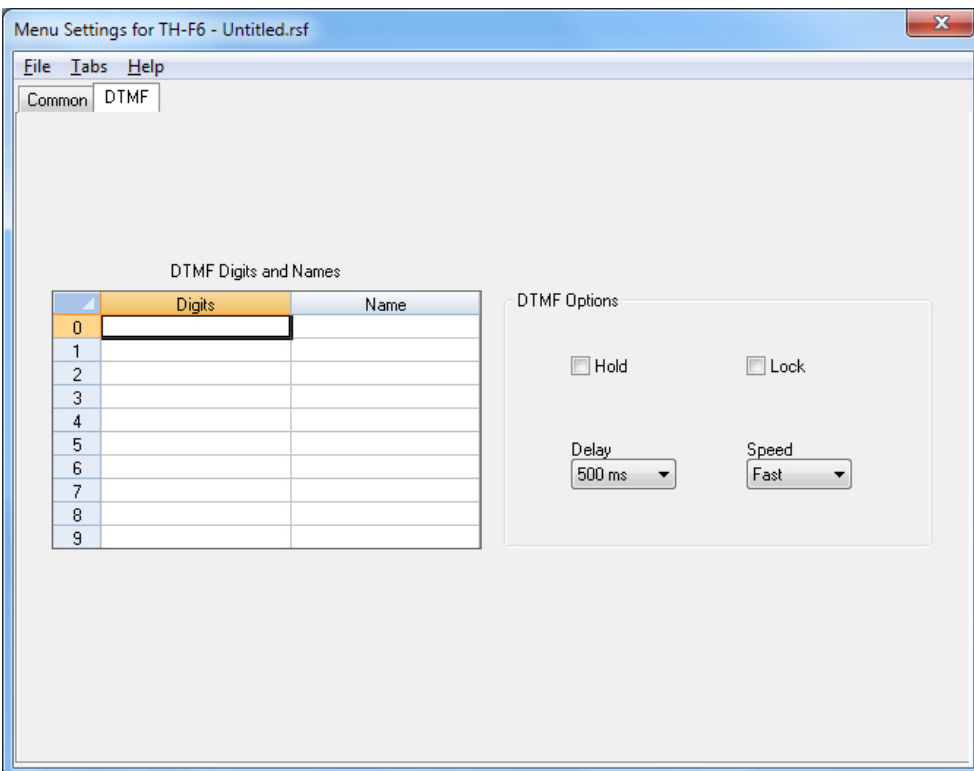 Menu Settings for TH-F6 - Untitled.rsf
x
File Tabs Help
Common DTMF
DTMF Digits and Names
Digits Name
0
1
2
3
4
5
6
7
8
9
DTMF Options
Hold Lock
Delay Speed
500 ms Fast